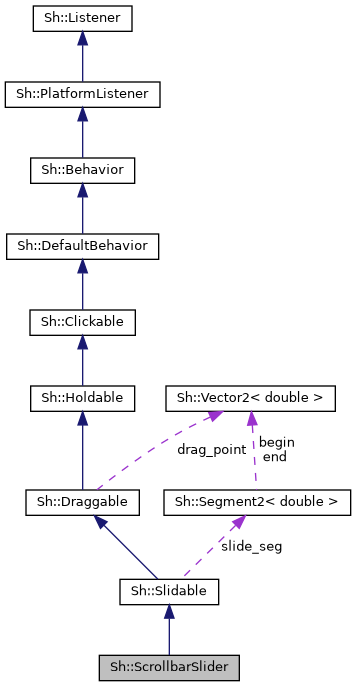 Sh::Listener
Sh::PlatformListener
Sh::Behavior
Sh::DefaultBehavior
Sh::Clickable
Sh::Holdable
Sh::Vector2< double >
drag_point
begin
end
Sh::Draggable
Sh::Segment2< double >
slide_seg
Sh::Slidable
Sh::ScrollbarSlider